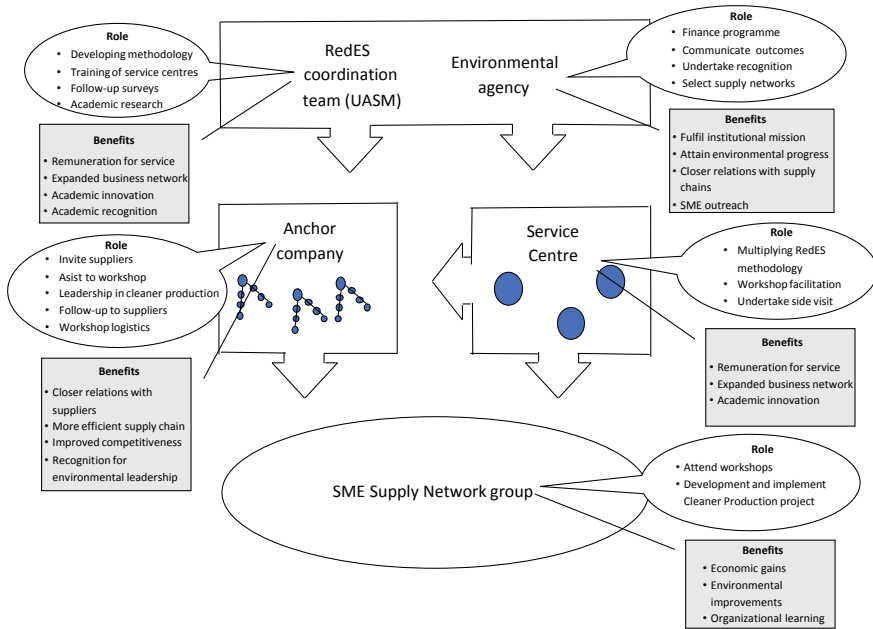 Role
• Developing methodology
• Training of service centres
• Follow-up surveys
• Academic research
RedES
coordination
team (UASM)
Environmental
agency
Role
• Finance programme
• Communicate outcomes
• Undertake recognition
• Select supply networks
Benefits
• Remuneration for service
• Expanded business network
• Academic innovation
• Academic recognition
Benefits
• Fulfil institutional mission
• Attain environmental progress
• Closer relations with supply
chains
• SME outreach
Role
• Invite suppliers
• Asist to workshop
• Leadership in cleaner production
• Follow-up to suppliers
• Workshop logistics
Anchor
company
Service
Centre
Role
• Multiplying RedES
methodology
• Workshop facilitation
• Undertake side visit
Benefits
• Closer relations with
suppliers
• More efficient supply chain
• Improved competitiveness
• Recognition for
environmental leadership
Benefits
• Remuneration for service
• Expanded business network
• Academic innovation
SME Supply Network group
Role
• Attend workshops
• Development and implement
Cleaner Production project
Benefits
• Economic gains
• Environmental
improvements
• Organizational learning